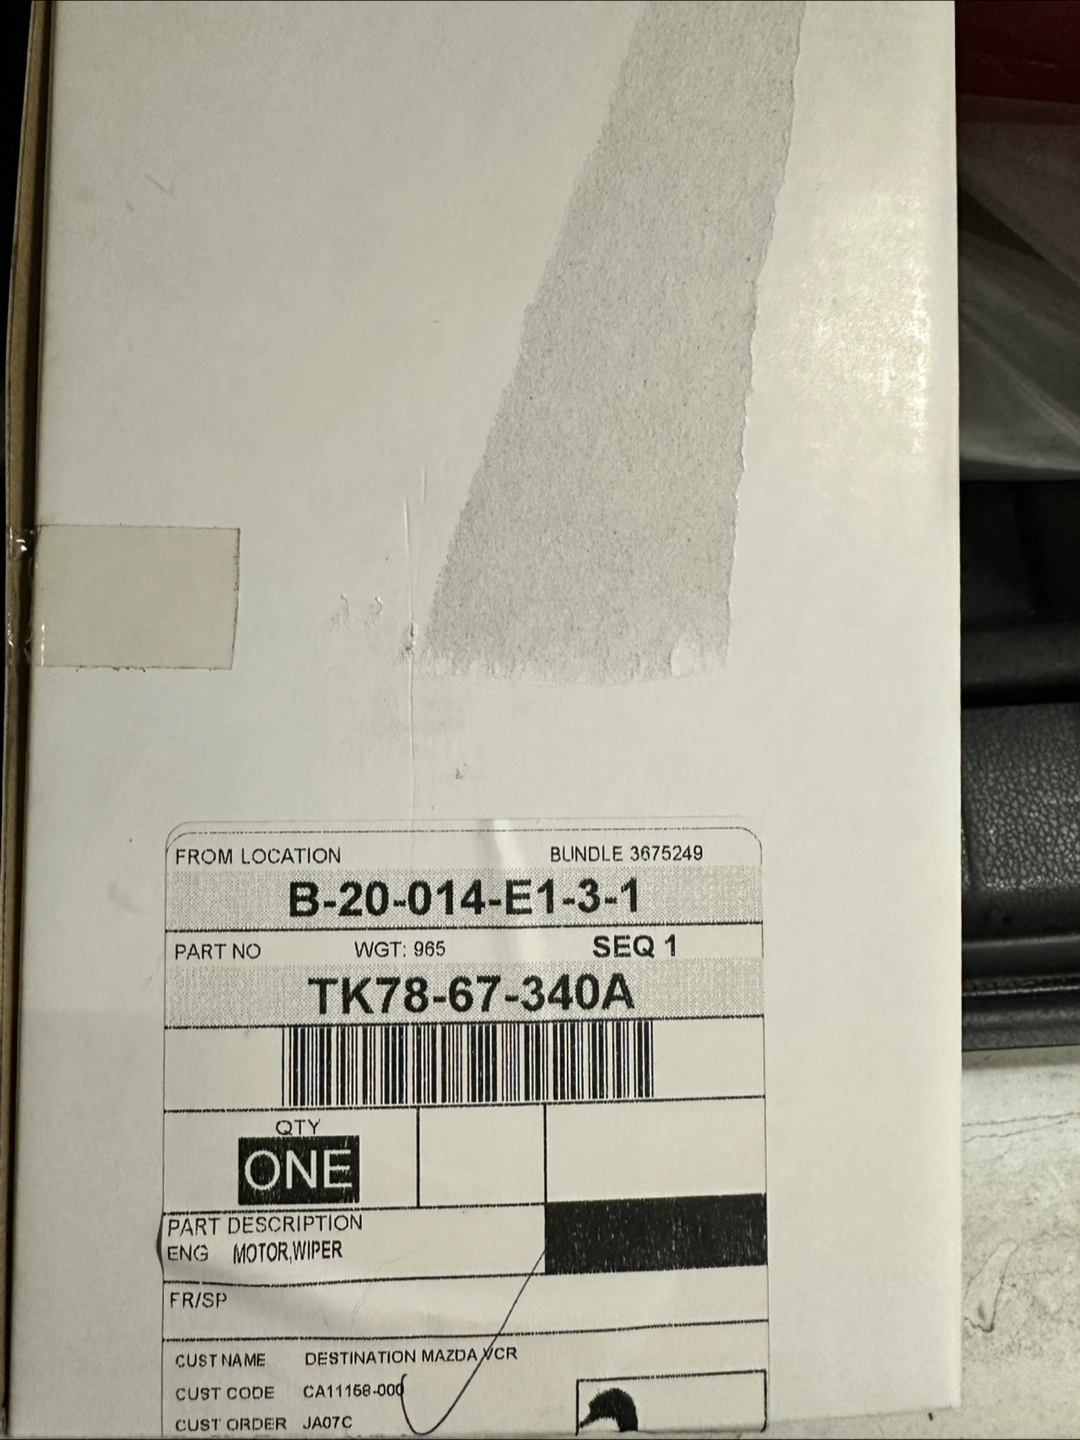 FROM LOCATION BUNDLE 3675249
B-20-014-E1-3-1
PART NO WGT: 965 SEQ 1
TK78-67-340A
QTY
ONE
PART DESCRIPTION
ENG MOTOR,WIPER
FR/SP
CUST NAME DESTINATION MAZDA VCR
CUST CODE CA11158-000
CUST ORDER JA07C